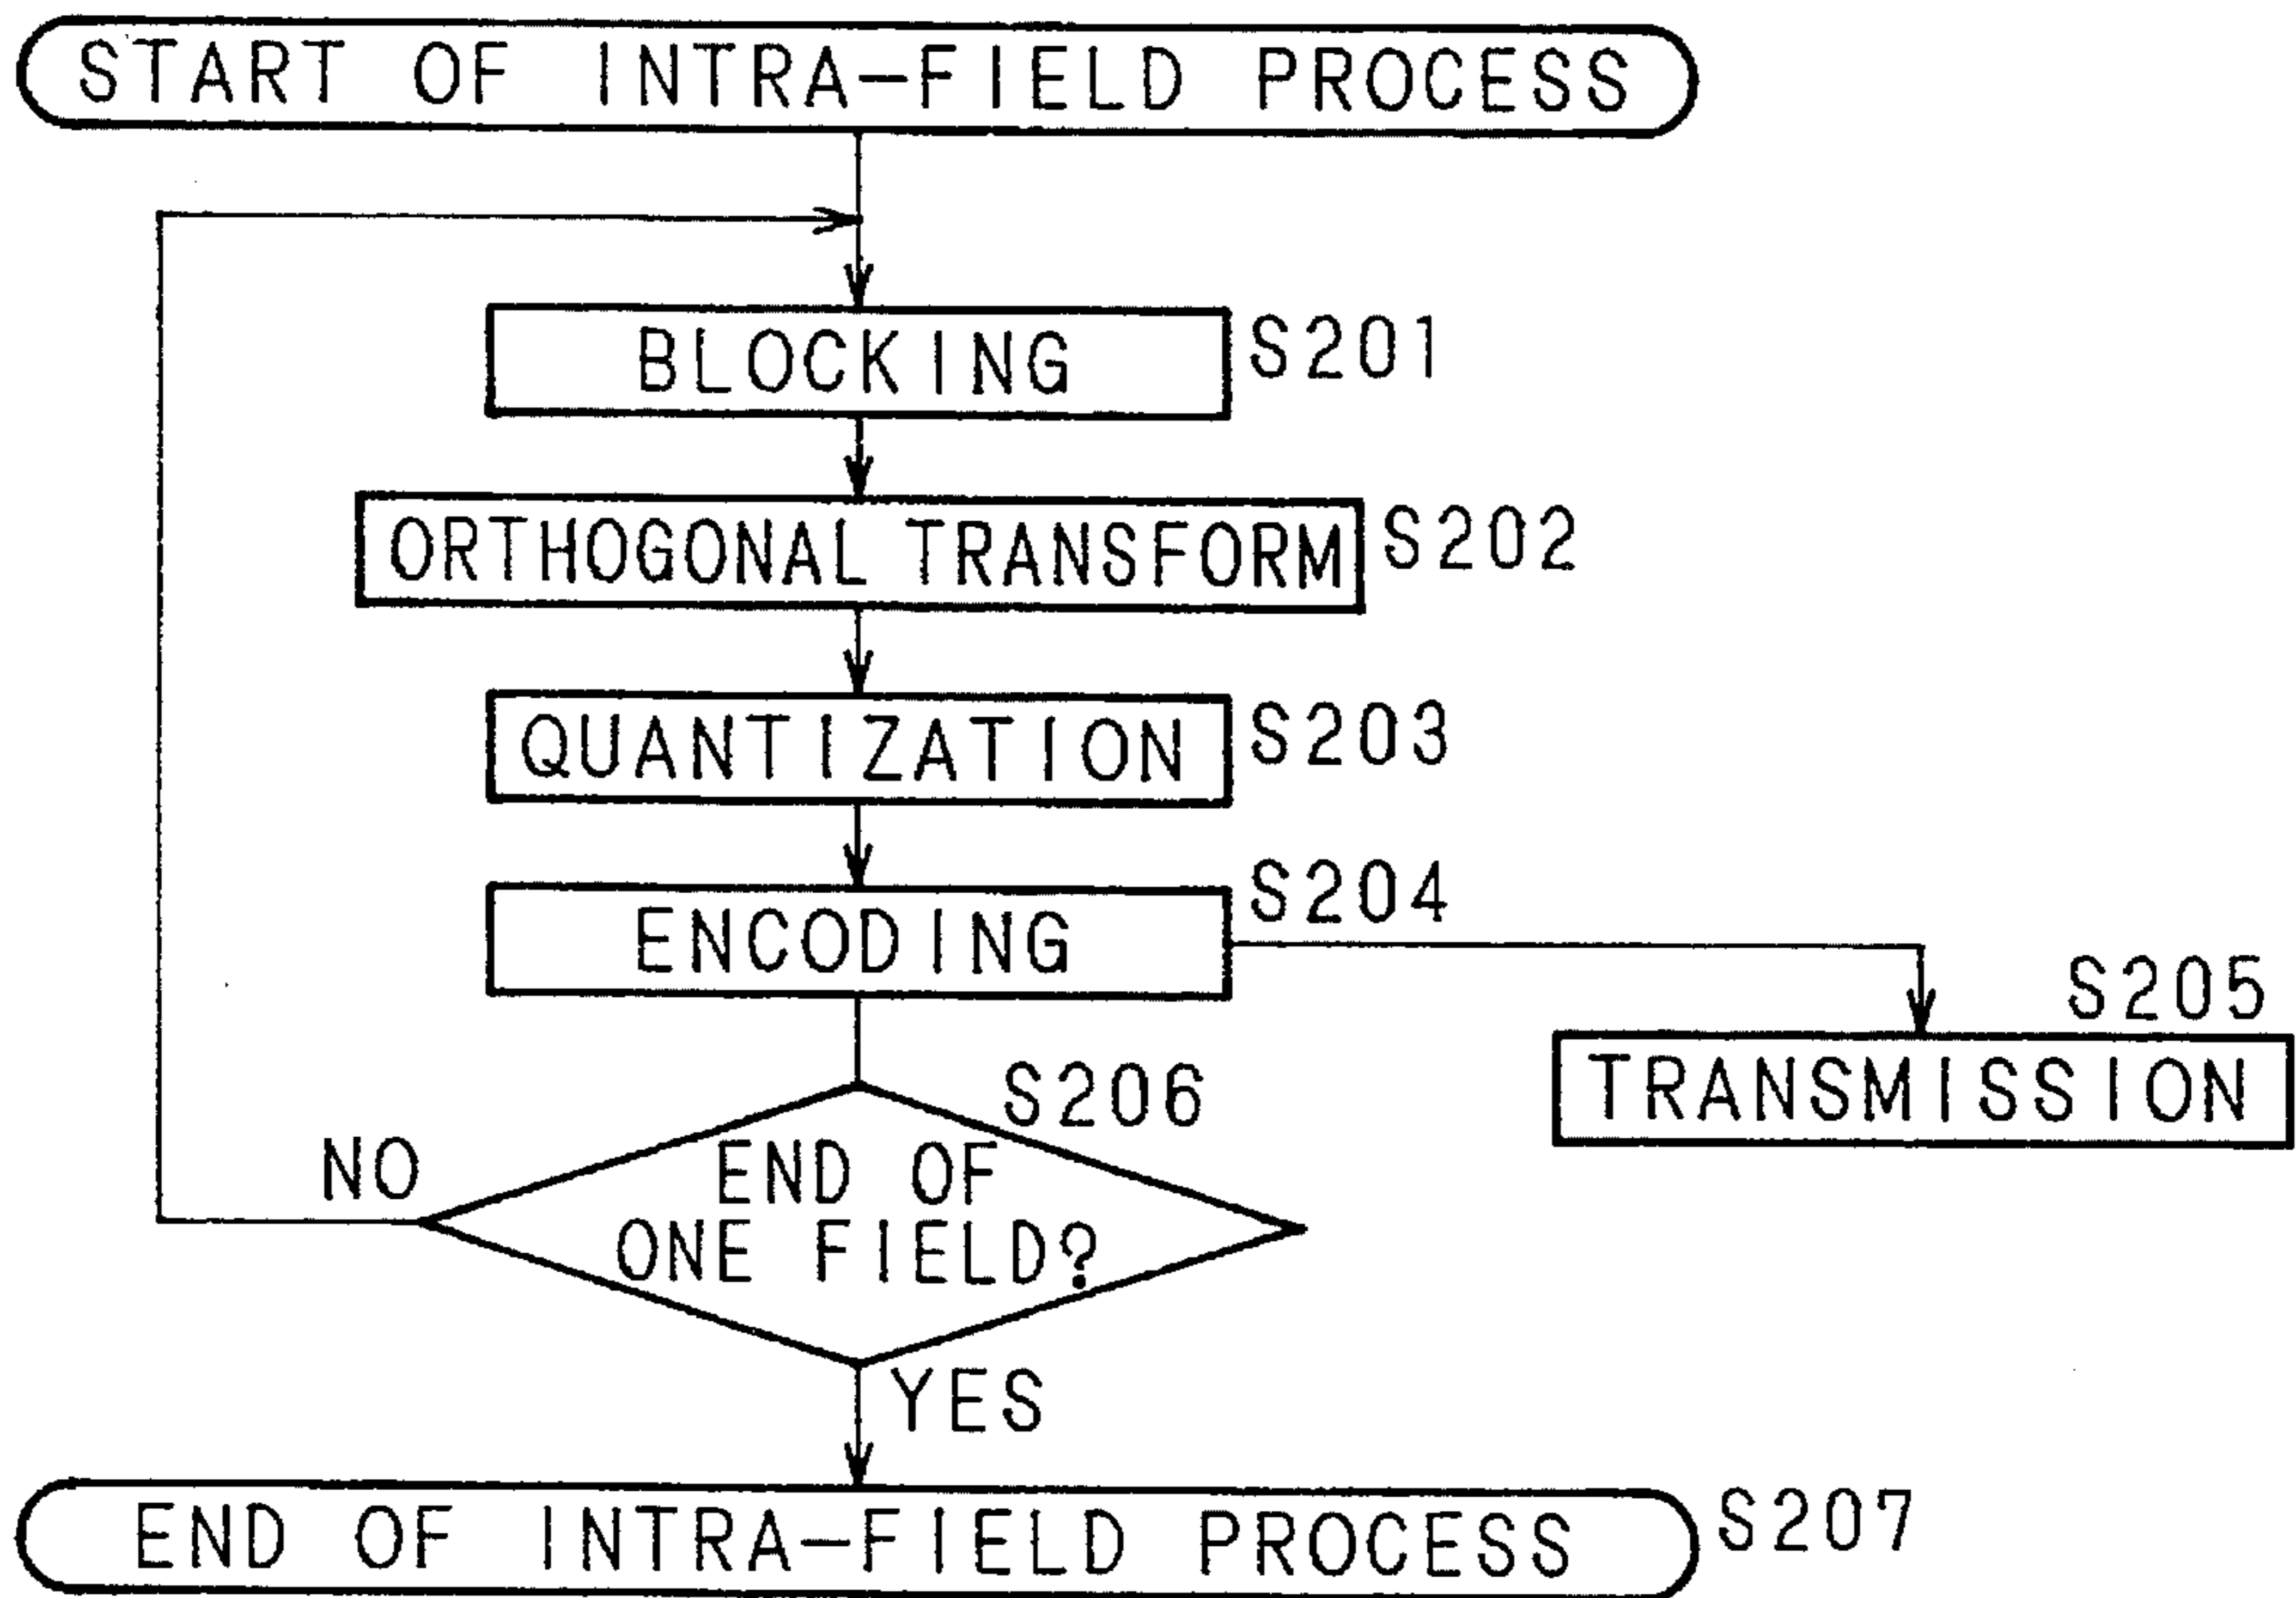 START OF INTRA-FIELD PROCESS
BLOCKING S201
ORTHOGONAL TRANSFORM S202
QUANTIZATION S203
ENCODING S204
S205
TRANSMISSION
S206
NO
END OF
ONE FIELD?
YES
END OF INTRA-FIELD PROCESS S207